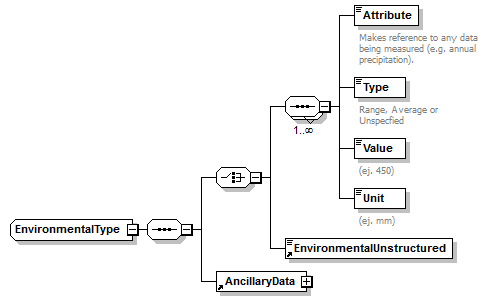 Attribute
Makes reference to any data
being measured (e.g. annual
precipitation).
Type
Range, Average or
Unspecfied
1..∞
Value
(ej. 450)
Unit
(ej. mm)
EnvironmentalType
EnvironmentalUnstructured
AncillaryData